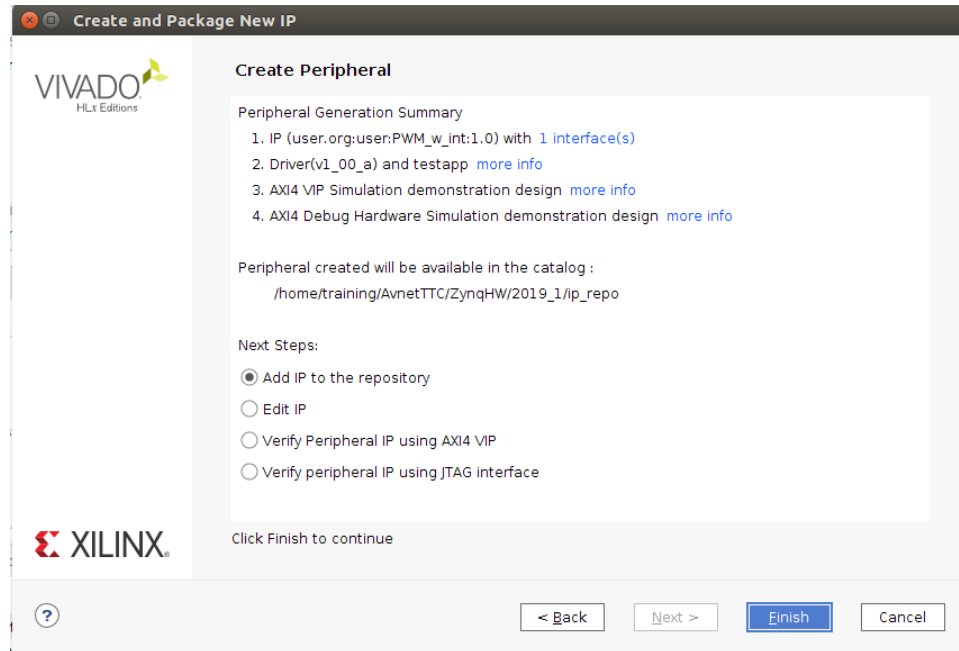 Create and Package New IP
VIVADO
HLx Editions
Create Peripheral
Peripheral Generation Summary
1. IP (user.org:user:PWM_w_int:1.0) with 1 interface(s)
2. Driver(v1_00_a) and testapp more info
3. AXI4 VIP Simulation demonstration design more info
4. AXI4 Debug Hardware Simulation demonstration design more info
Peripheral created will be available in the catalog :
/home/training/AvnetTTC/ZynqHW/2019_1/ip_repo
Next Steps:
Add IP to the repository
Edit IP
Verify Peripheral IP using AXI4 VIP
Verify peripheral IP using JTAG interface
XILINX.
Click Finish to continue
?
< Back
Next >
Finish
Cancel